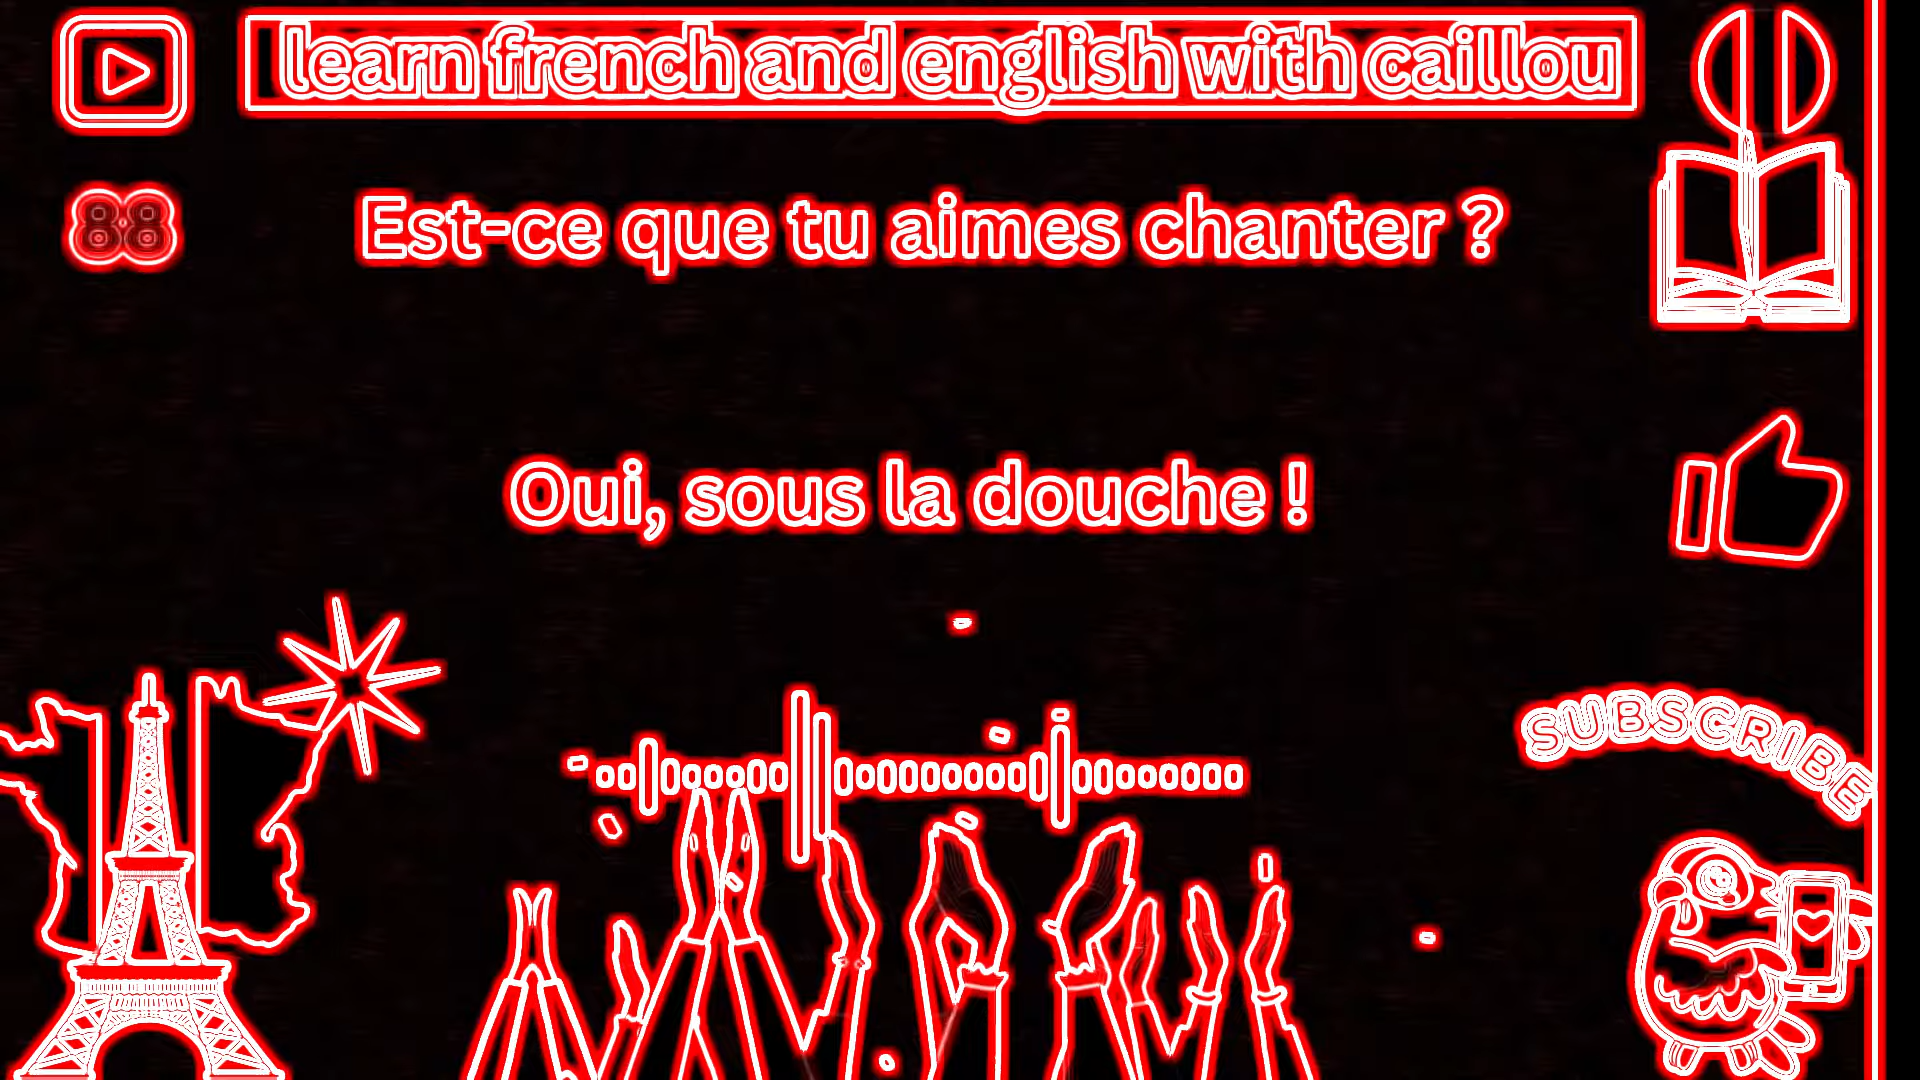 learn french and english with caillou
88
Est-ce que tu aimes chanter ?
Oui, sous la douche !
SUBSCRIBE